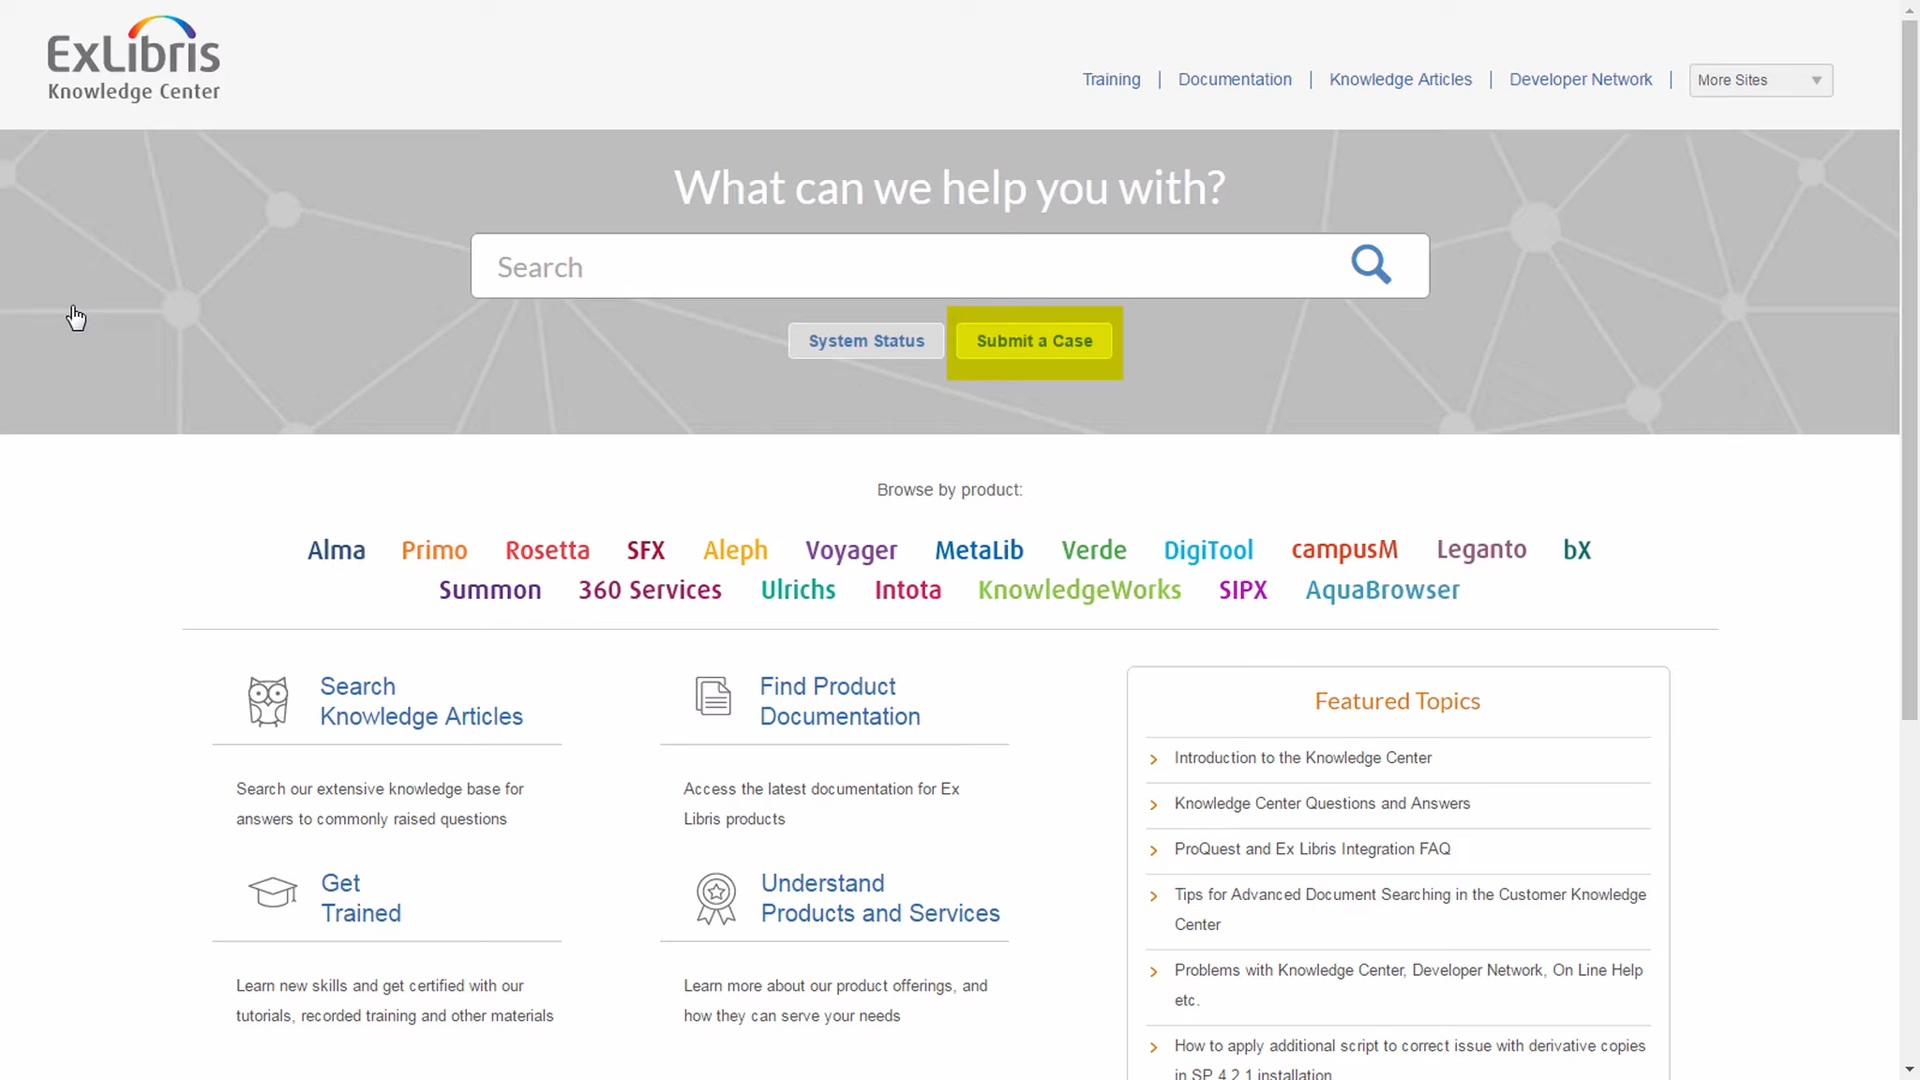 ExLibris
Knowledge Center
Training | Documentation | Knowledge Articles | Developer Network | More Sites
What can we help you with?
Search
System Status Submit a Case
Browse by product:
Alma Primo Rosetta SFX Aleph Voyager MetaLib Verde DigiTool campusM Leganto bX
Summon 360 Services Ulrichs Intota KnowledgeWorks SIPX AquaBrowser
Search
Knowledge Articles
Search our extensive knowledge base for
answers to commonly raised questions
Find Product
Documentation
Access the latest documentation for Ex
Libris products
Get
Trained
Learn new skills and get certified with our
tutorials, recorded training and other materials
Understand
Products and Services
Learn more about our product offerings, and
how they can serve your needs
Featured Topics
Introduction to the Knowledge Center
Knowledge Center Questions and Answers
ProQuest and Ex Libris Integration FAQ
Tips for Advanced Document Searching in the Customer Knowledge
Center
Problems with Knowledge Center, Developer Network, On Line Help
etc.
How to apply additional script to correct issue with derivative copies
in SP 4.2.1 installation